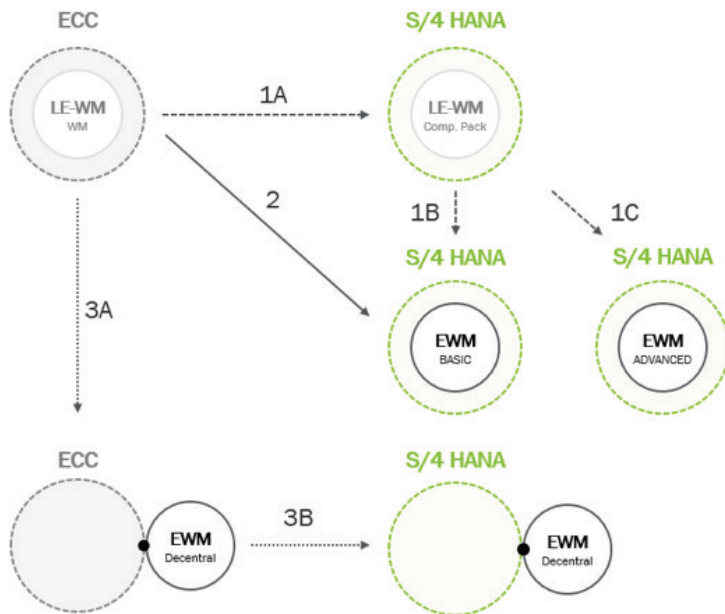 ECC
S/4 HANA
LE-WM
WM
1A
LE-WM
Comp. Pack
2
1B
1C
S/4 HANA
S/4 HANA
3A
EWM
BASIC
EWM
ADVANCED
ECC
S/4 HANA
EWM
Decentral
3B
EWM
Decentral